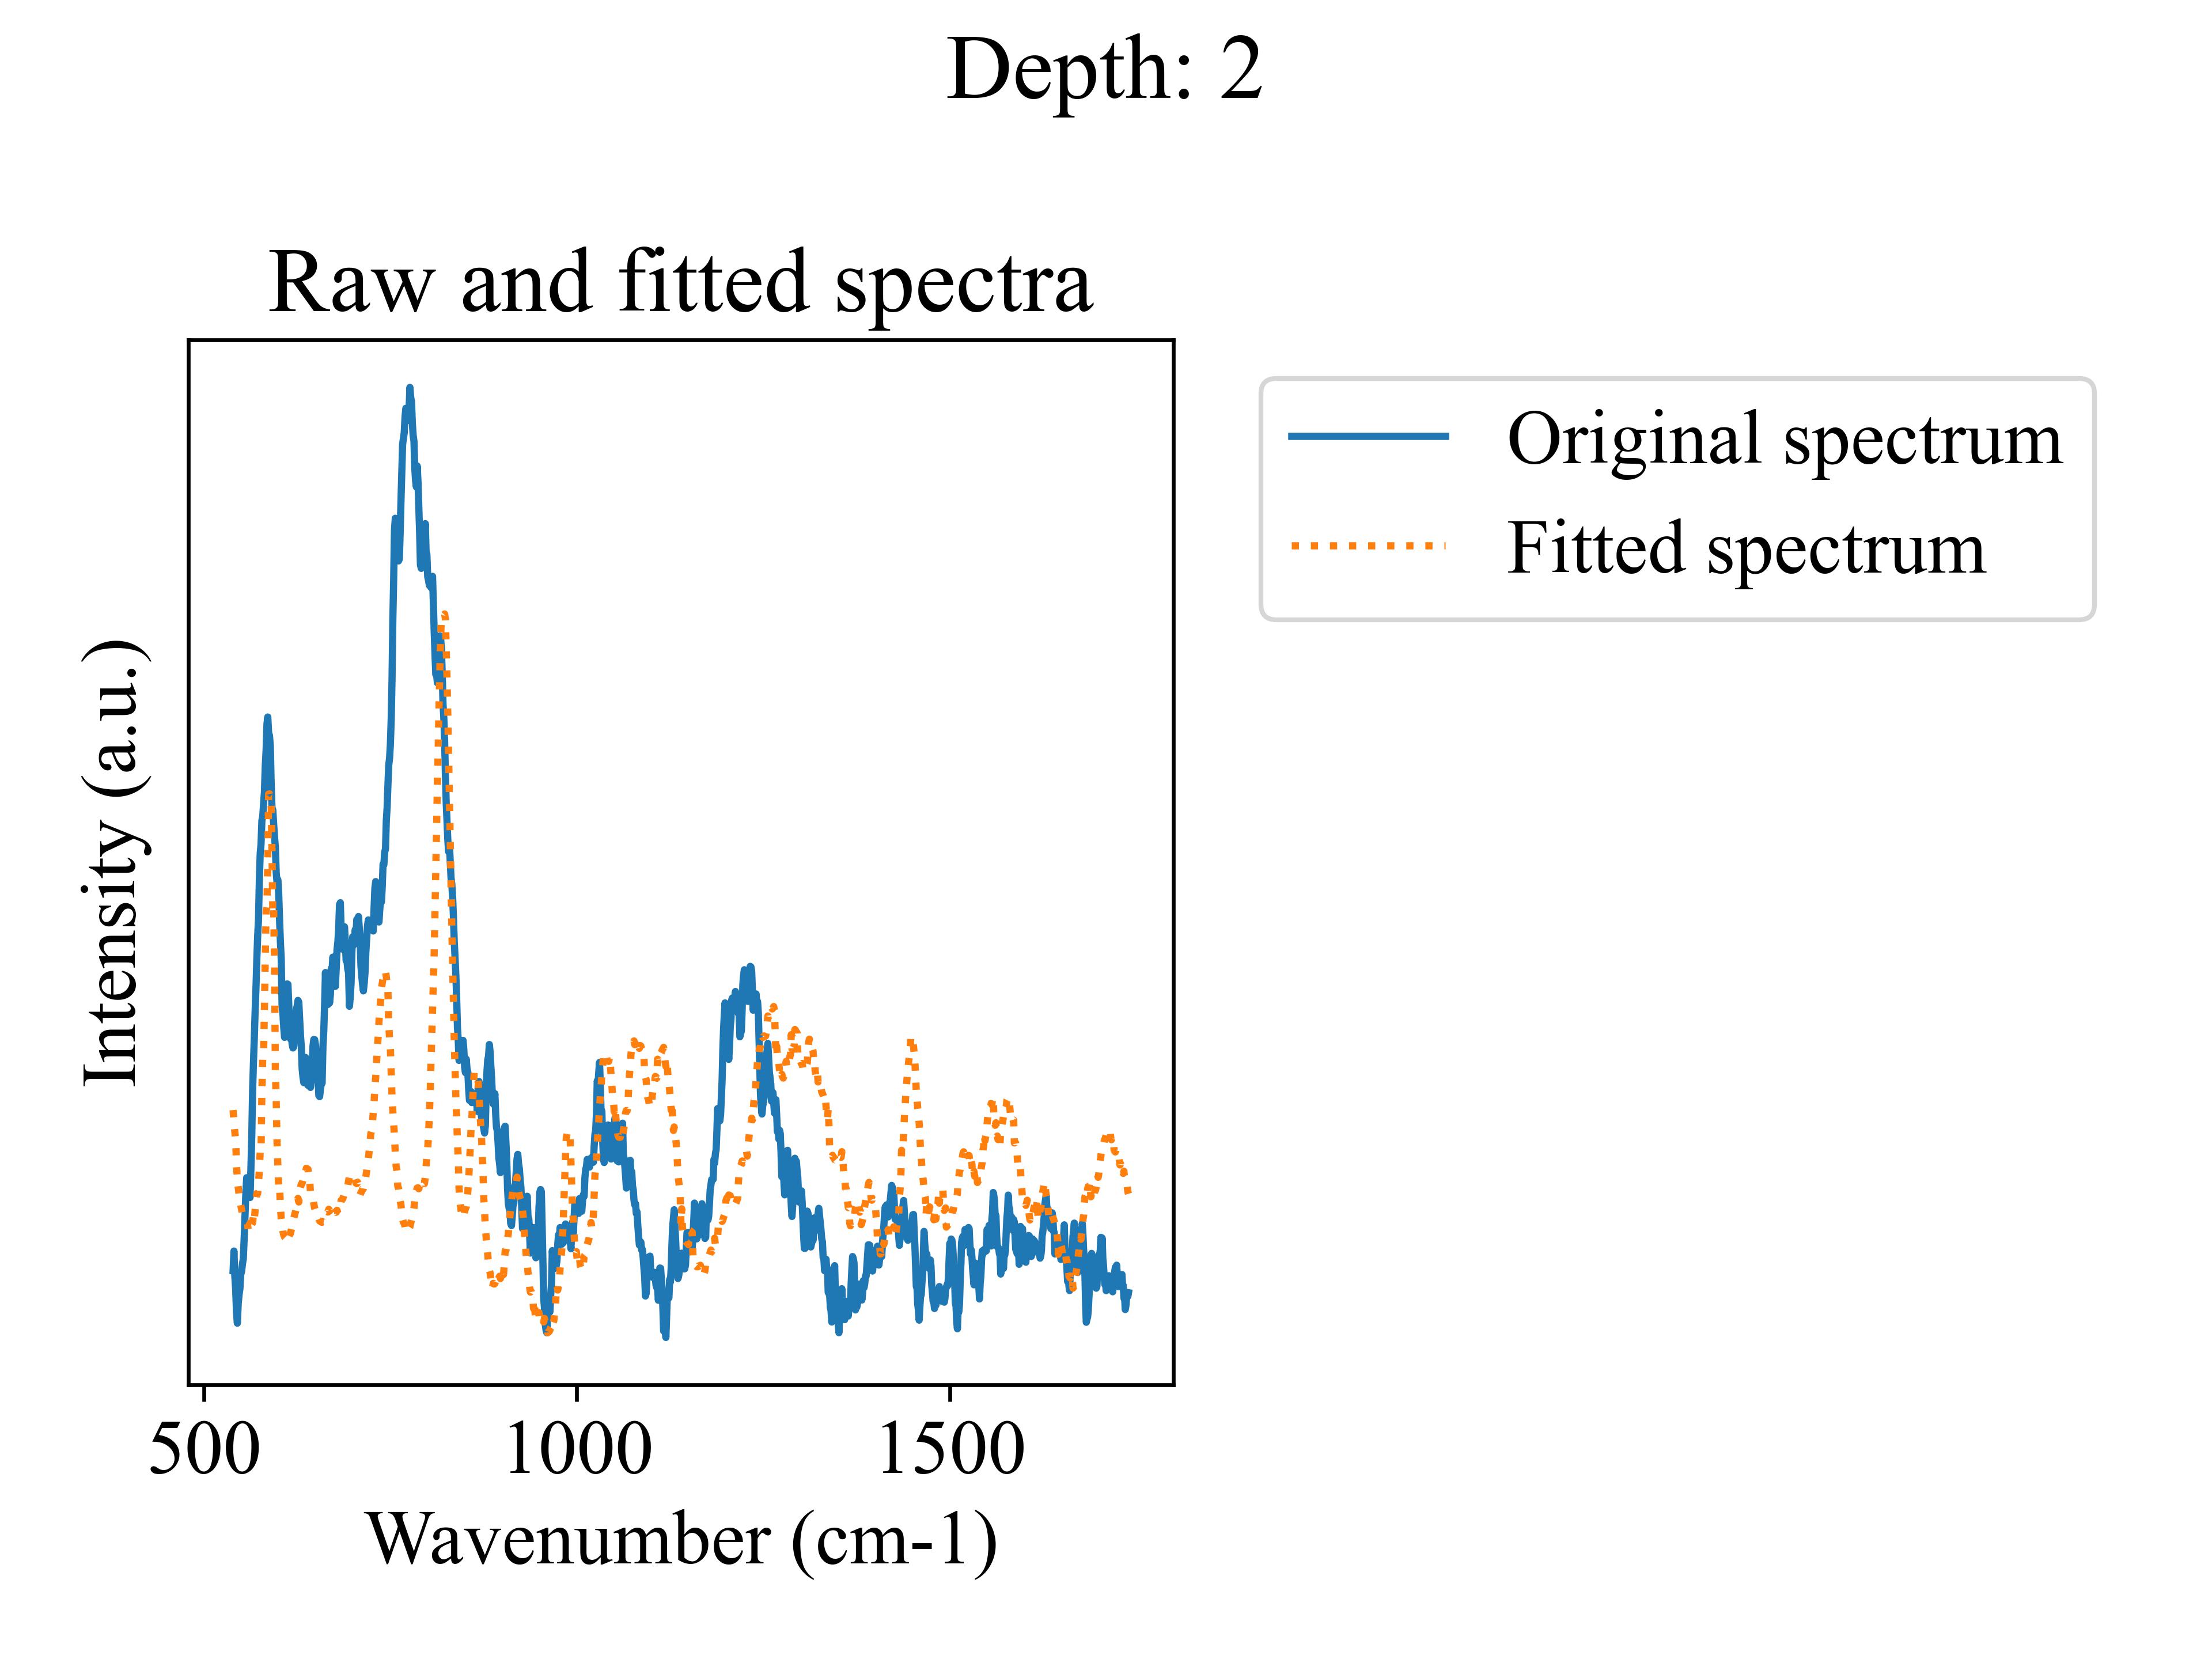 Depth: 2
Raw and fitted spectra
Original spectrum
Fitted spectrum
Intensity (a.u.)
500 1000 1500
Wavenumber (cm-1)